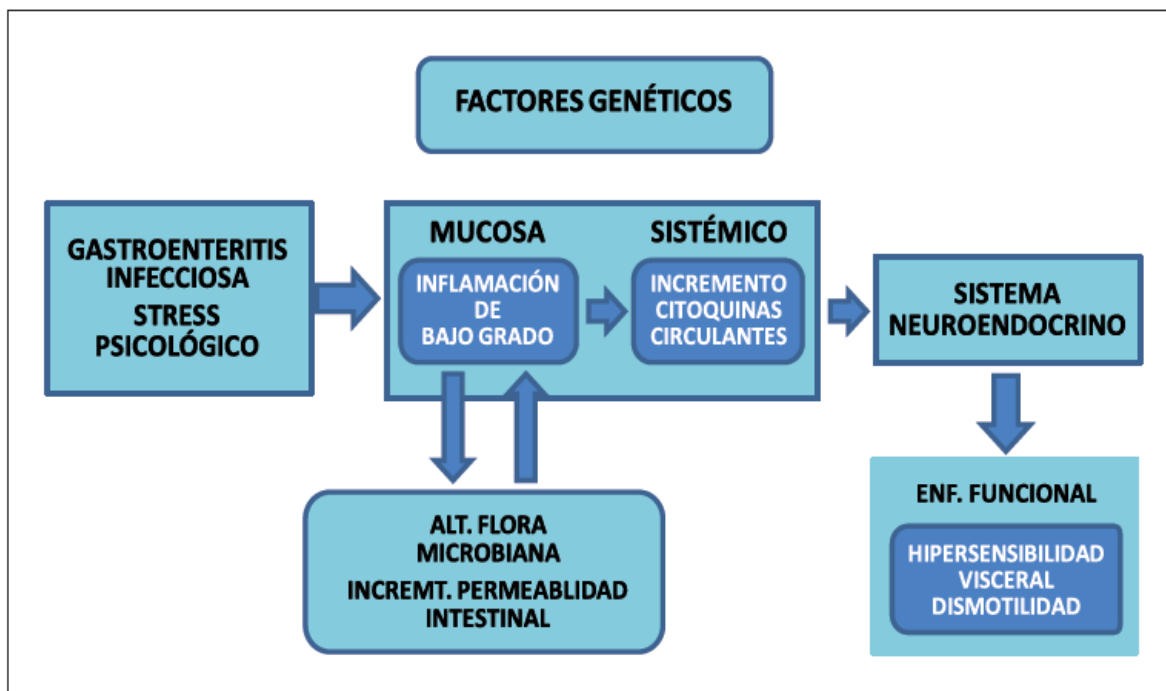 FACTORES GENÉTICOS
GASTROENTERITIS
INFECCIOSA
STRESS
PSICOLÓGICO
MUCOSA
INFLAMACIÓN
DE
BAJO GRADO
SISTÉMICO
INCREMENTO
CITOQUINAS
CIRCULANTES
SISTEMA
NEUROENDOCRINO
ALT. FLORA
MICROBIANA
INCREMT. PERMEABLIDAD
INTESTINAL
ENF. FUNCIONAL
HIPERSENSIBILIDAD
VISCERAL
DISMOTILIDAD